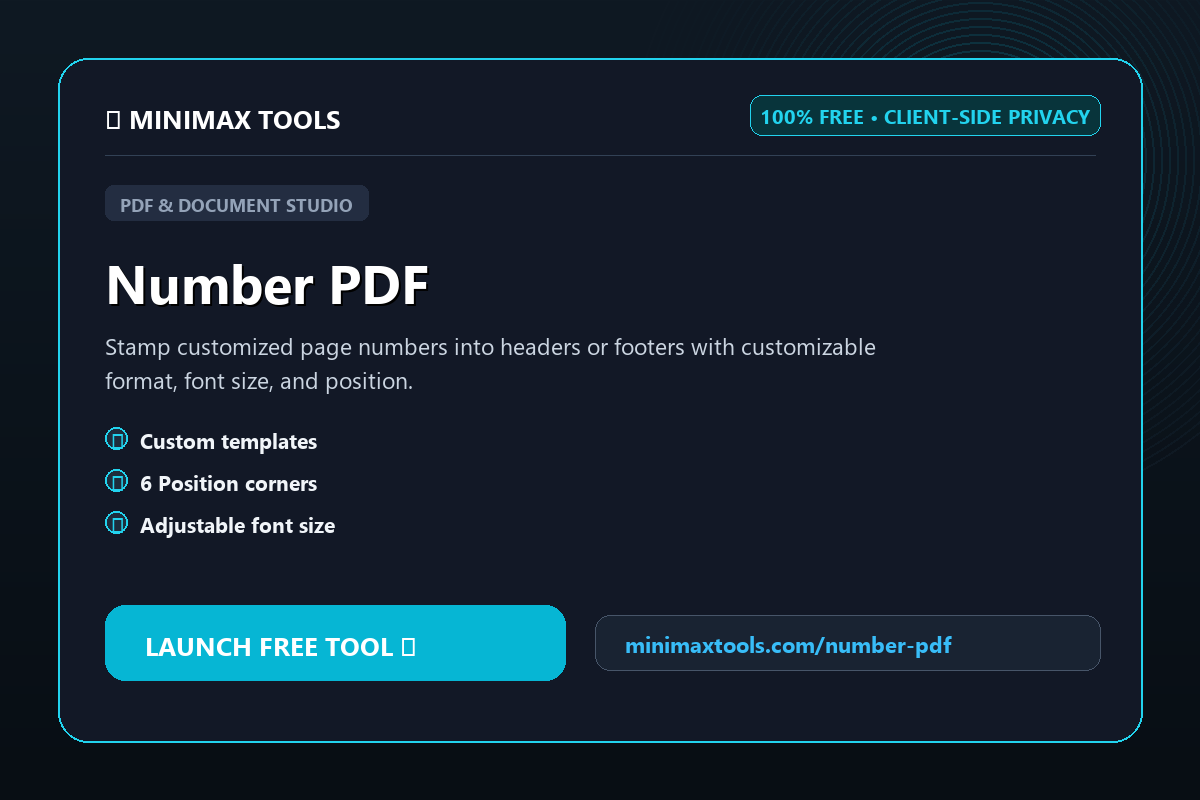 MINIMAX TOOLS
100% FREE • CLIENT-SIDE PRIVACY
PDF & DOCUMENT STUDIO
Number PDF
Stamp customized page numbers into headers or footers with customizable
format, font size, and position.
Custom templates
6 Position corners
Adjustable font size
LAUNCH FREE TOOL
minimaxtools.com/number-pdf